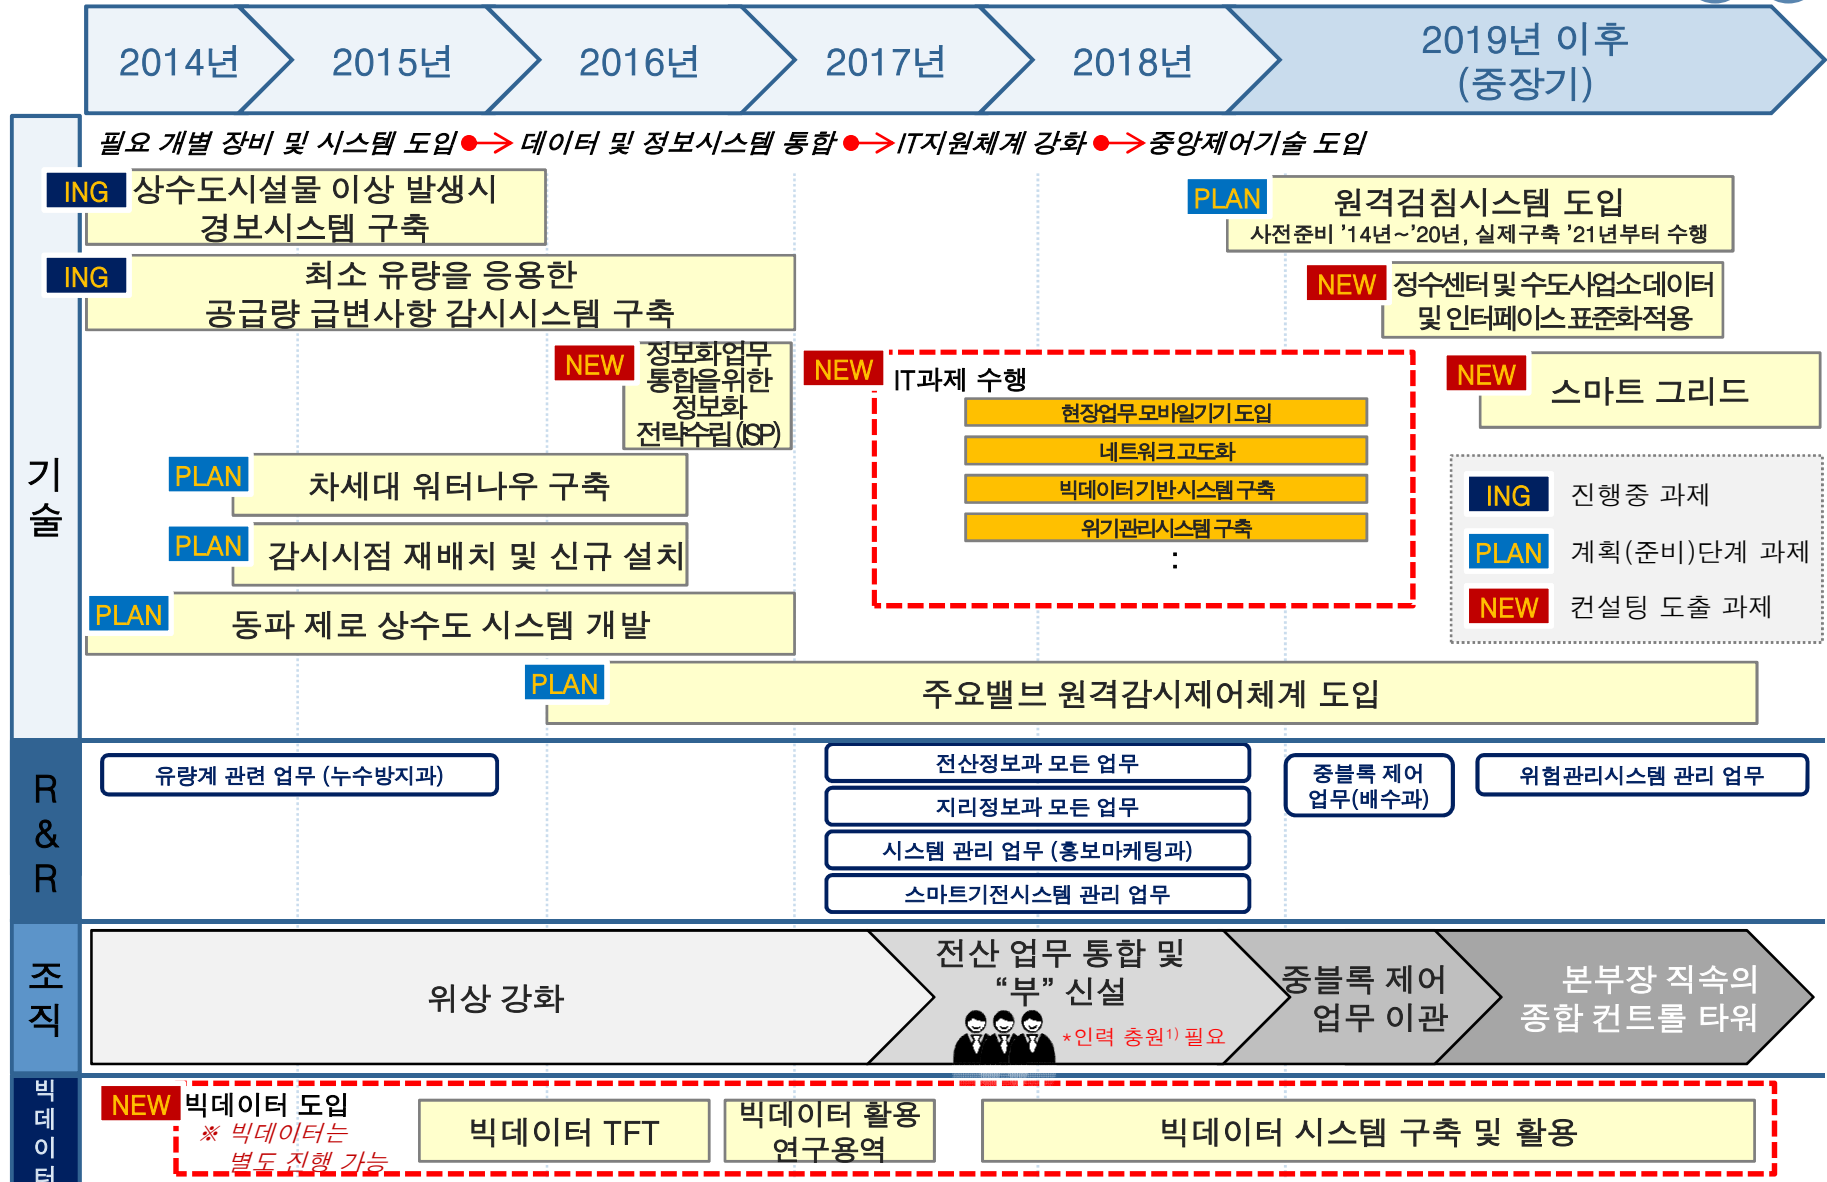 2014년
2015년
2016년
2017년
2018년
2019년 이후
(중장기)
기
술
필요 개별 장비 및 시스템 도입
데이터 및 정보시스템 통합
IT지원체계 강화
중앙제어기술 도입
ING
상수도시설물 이상 발생시
경보시스템 구축
PLAN
원격검침시스템 도입
사전준비 ’14년~’20년, 실제구축 ’21년부터 수행
ING
최소 유량을 응용한
공급량 급변사항 감시시스템 구축
NEW
정수센터 및 수도사업소 데이터
및 인터페이스 표준화 적용
NEW
정보화 업무
통합을 위한
정보화
전략수립 (ISP)
NEW
IT과제 수행
현장업무 모바일기기 도입
네트워크 고도화
빅데이터 기반 시스템 구축
위기관리시스템 구축
:
NEW
스마트 그리드
PLAN
차세대 워터나우 구축
PLAN
감시시점 재배치 및 신규 설치
PLAN
동파 제로 상수도 시스템 개발
PLAN
주요밸브 원격감시제어체계 도입
ING
진행중 과제
PLAN
계획(준비)단계 과제
NEW
컨설팅 도출 과제
R
&
R
유량계 관련 업무 (누수방지과)
전산정보과 모든 업무
지리정보과 모든 업무
시스템 관리 업무 (홍보마케팅과)
스마트기전시스템 관리 업무
중블록 제어
업무(배수과)
위험관리시스템 관리 업무
조
직
위상 강화
전산 업무 통합 및
“부” 신설
*인력 충원1) 필요
중블록 제어
업무 이관
본부장 직속의
종합 컨트롤 타워
빅
데
이
터
NEW
빅데이터 도입
※ 빅데이터는
별도 진행 가능
빅데이터 TFT
빅데이터 활용
연구용역
빅데이터 시스템 구축 및 활용